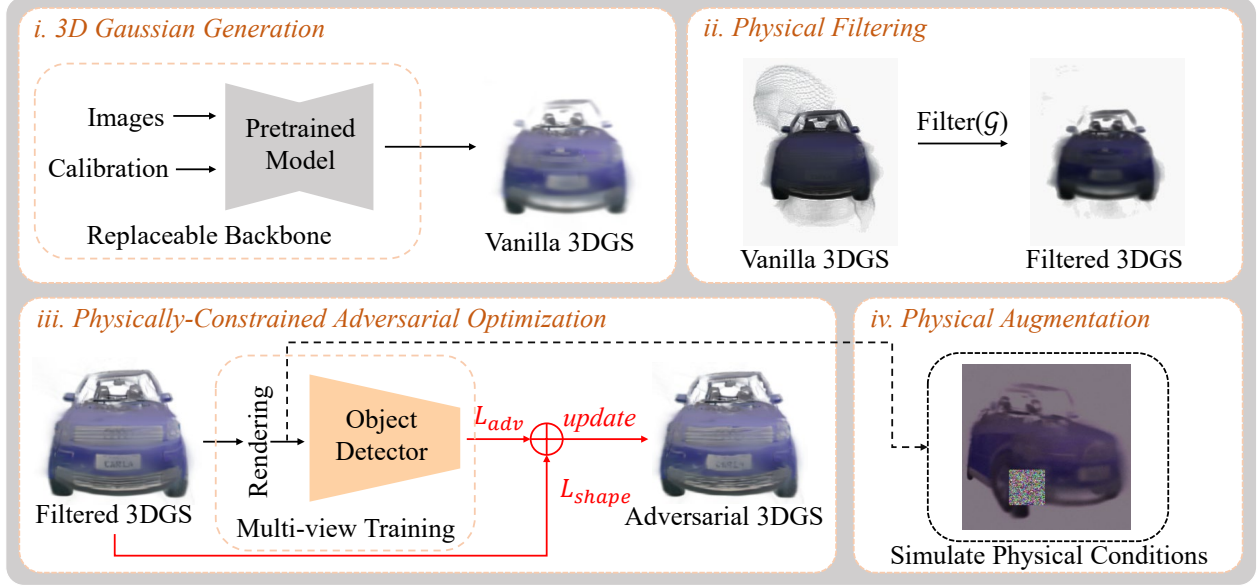 i. 3D Gaussian Generation
Images
Calibration
Pretrained
Model
Replaceable Backbone
Vanilla 3DGS
ii. Physical Filtering
Filter(𝒢)
Vanilla 3DGS
Filtered 3DGS
iii. Physically-Constrained Adversarial Optimization
Filtered 3DGS
Rendering
Object
Detector
Multi-view Training
L_adv
update
L_shape
Adversarial 3DGS
iv. Physical Augmentation
Simulate Physical Conditions